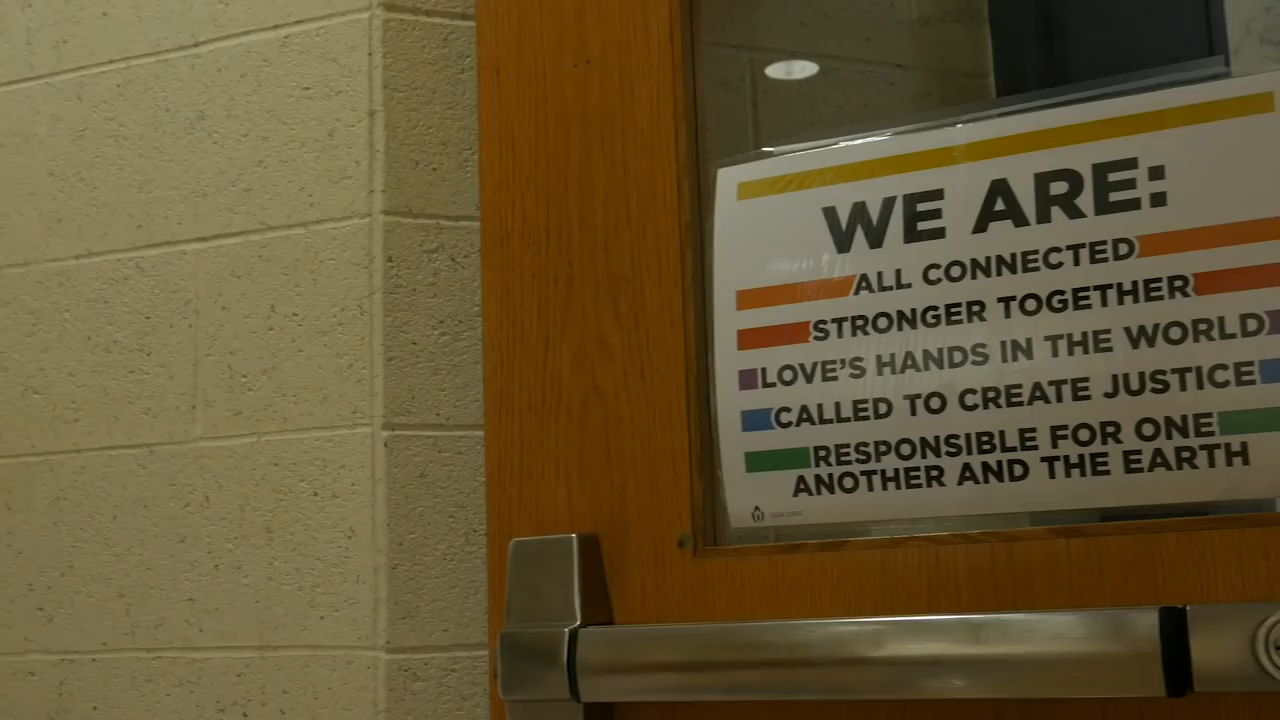 WE ARE:
ALL CONNECTED
STRONGER TOGETHER
LOVE'S HANDS IN THE WORLD
CALLED TO CREATE JUSTICE
RESPONSIBLE FOR ONE
ANOTHER AND THE EARTH